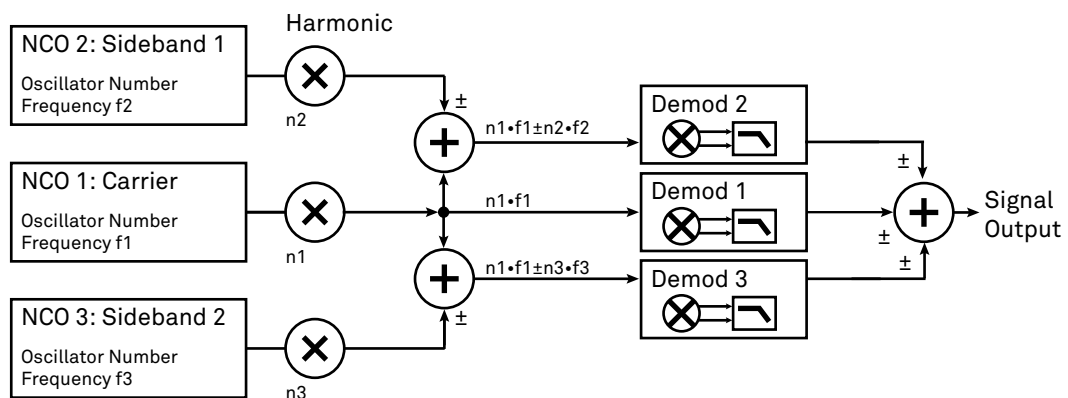 Harmonic
NCO 2: Sideband 1
Oscillator Number
Frequency f2
n2
±
n1•f1±n2•f2
Demod 2
±
NCO 1: Carrier
Oscillator Number
Frequency f1
n1
n1•f1
Demod 1
±
Signal
Output
NCO 3: Sideband 2
Oscillator Number
Frequency f3
n3
±
n1•f1±n3•f3
Demod 3
±